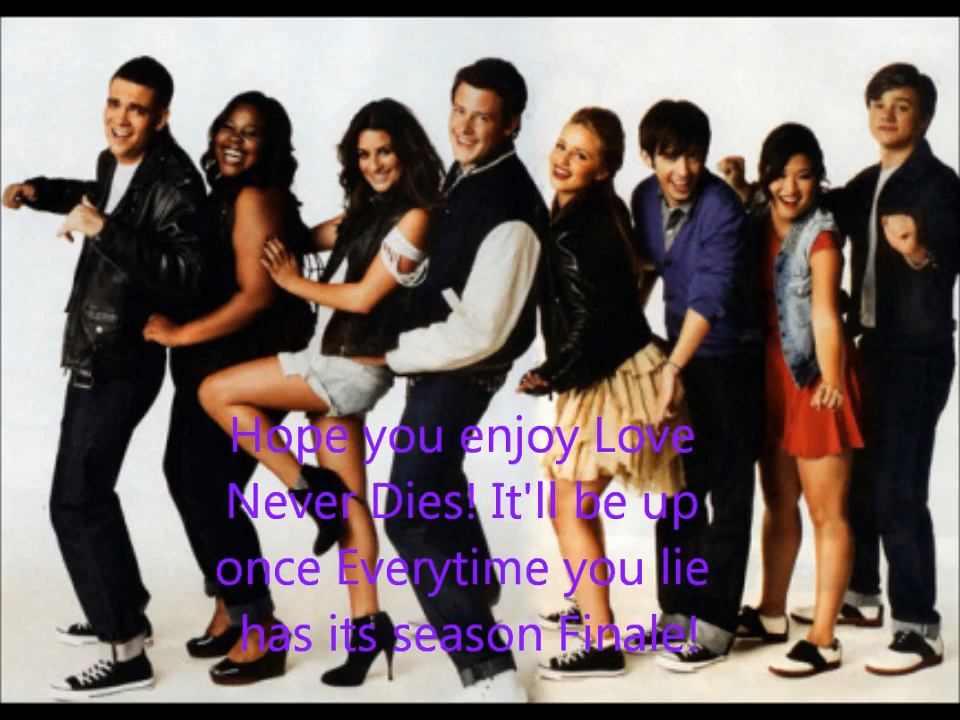 Hope you enjoy Love
Never Dies! It'll be up
once Everytime you lie
has its season Finale!